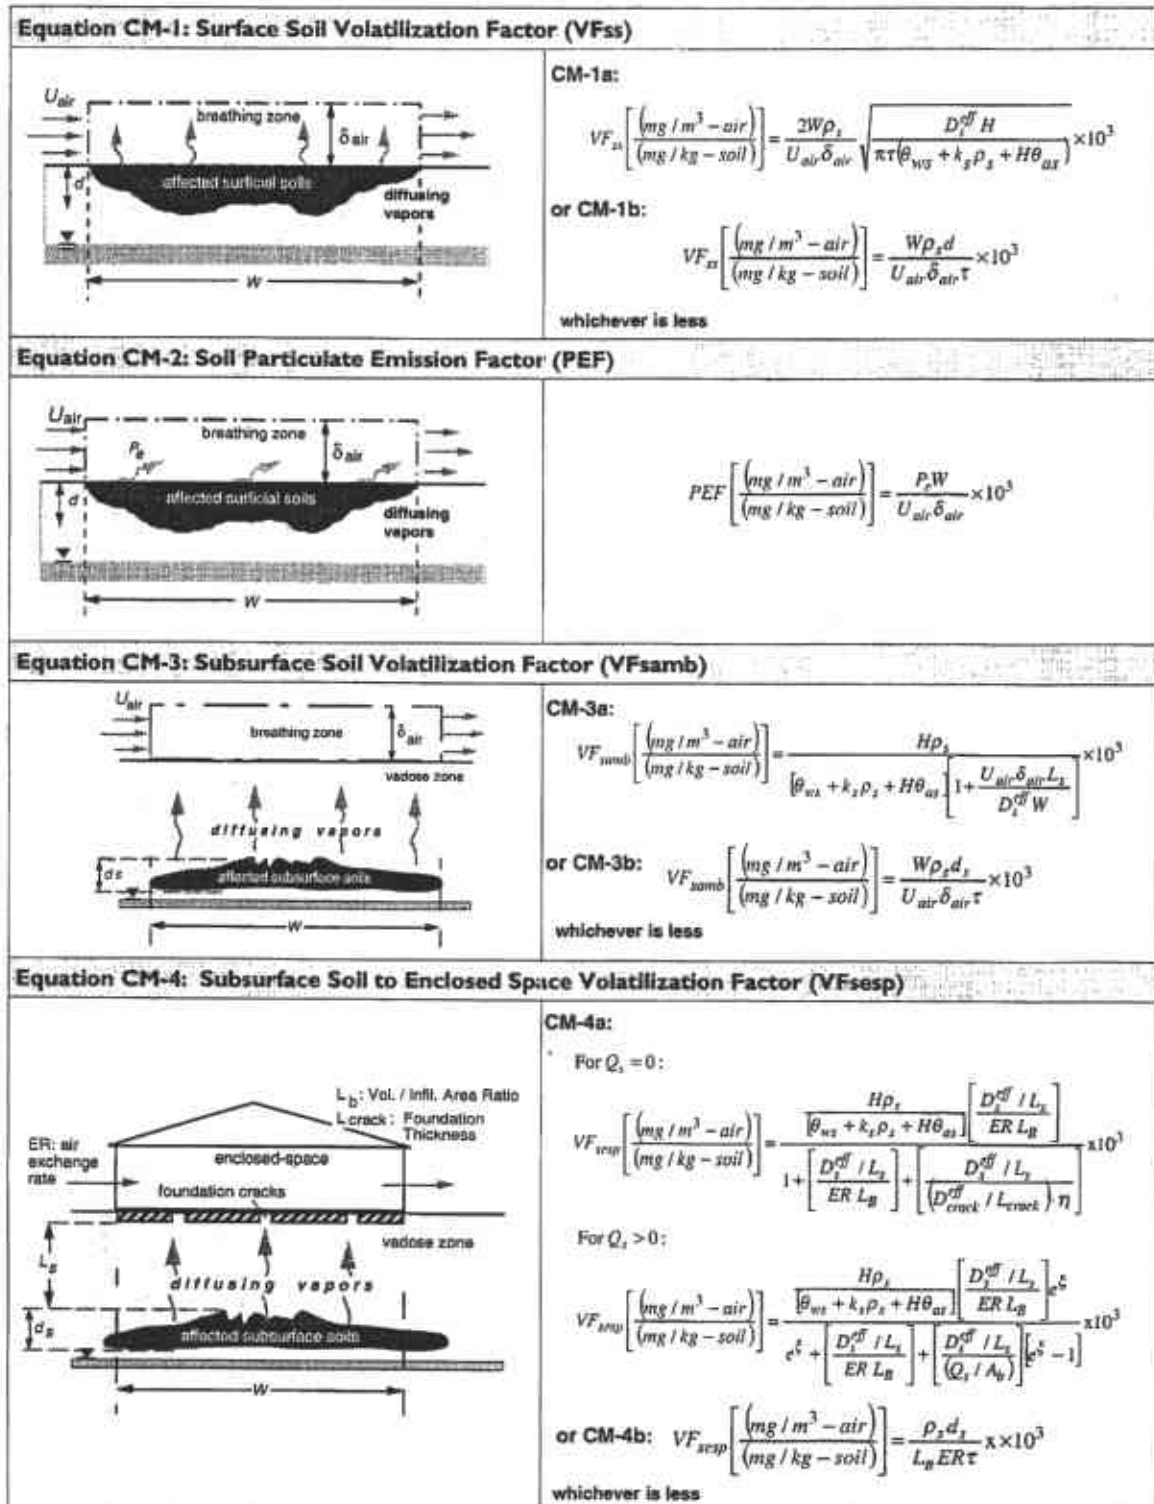 Equation CM-1: Surface Soil Volatilization Factor (VFss)
U_air
breathing zone
δ_air
affected surficial soils
d
diffusing
vapors
W
CM-1a:
VF_ss [(mg / m³ – air) / (mg / kg – soil)] = (2Wρ_s / U_air δ_air) √(D_s^eff H / πτ(θ_ws + k_s ρ_s + Hθ_as)) ×10³
or CM-1b:
VF_ss [(mg / m³ – air) / (mg / kg – soil)] = (Wρ_s d / U_air δ_air τ) ×10³
whichever is less
Equation CM-2: Soil Particulate Emission Factor (PEF)
U_air
breathing zone
δ_air
P_e
affected surficial soils
d
diffusing
vapors
W
PEF [(mg / m³ – air) / (mg / kg – soil)] = (P_e W / U_air δ_air) ×10³
Equation CM-3: Subsurface Soil Volatilization Factor (VFsamb)
U_air
breathing zone
δ_air
vadose zone
diffusing vapors
ds
affected subsurface soils
W
CM-3a:
VF_samb [(mg / m³ – air) / (mg / kg – soil)] = Hρ_s / ([θ_ws + k_s ρ_s + Hθ_as][1 + U_air δ_air L_s / D_s^eff W]) ×10³
or CM-3b: VF_samb [(mg / m³ – air) / (mg / kg – soil)] = (Wρ_s d_s / U_air δ_air τ) ×10³
whichever is less
Equation CM-4: Subsurface Soil to Enclosed Space Volatilization Factor (VFsesp)
L_b: Vol. / Infil. Area Ratio
L_crack: Foundation
Thickness
ER: air
exchange
rate
enclosed-space
foundation cracks
vadose zone
L_s
diffusing vapors
d_s
affected subsurface soils
W
CM-4a:
For Q_s = 0:
VF_sesp [(mg / m³ – air) / (mg / kg – soil)] = (Hρ_s / [θ_ws + k_s ρ_s + Hθ_as]) [D_s^eff / L_s / ER L_B] / (1 + [D_s^eff / L_s / ER L_B] + [D_s^eff / L_s / (D_crack^eff / L_crack)·η]) x10³
For Q_s > 0:
VF_sesp [(mg / m³ – air) / (mg / kg – soil)] = (Hρ_s / [θ_ws + k_s ρ_s + Hθ_as]) [D_s^eff / L_s / ER L_B] e^ξ / (e^ξ + [D_s^eff / L_s / ER L_B] + [D_s^eff / L_s / (Q_s / A_b)][e^ξ – 1]) x10³
or CM-4b: VF_sesp [(mg / m³ – air) / (mg / kg – soil)] = (ρ_s d_s / L_B ERτ) x ×10³
whichever is less